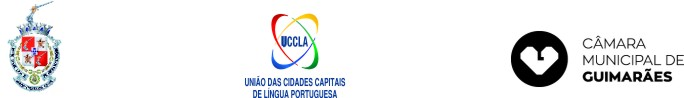 UCCLA
UNIÃO DAS CIDADES CAPITAIS
DE LÍNGUA PORTUGUESA
CÂMARA
MUNICIPAL DE
GUIMARÃES